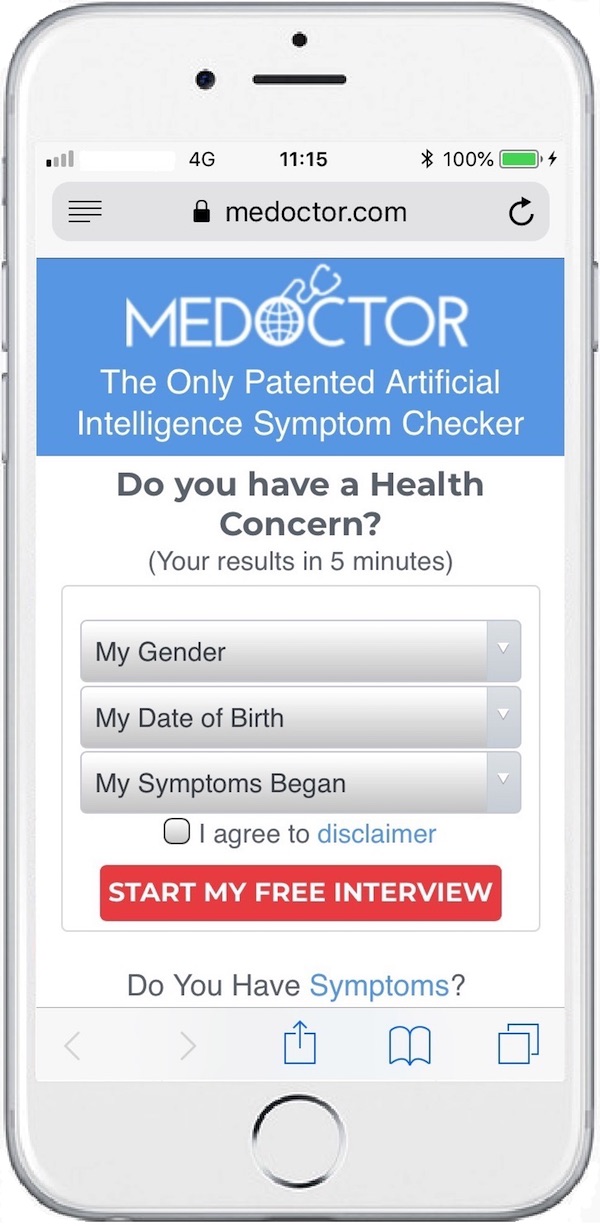 4G 11:15 100%
medoctor.com
MEDOCTOR
The Only Patented Artificial
Intelligence Symptom Checker
Do you have a Health
Concern?
(Your results in 5 minutes)
My Gender
My Date of Birth
My Symptoms Began
I agree to disclaimer
START MY FREE INTERVIEW
Do You Have Symptoms?